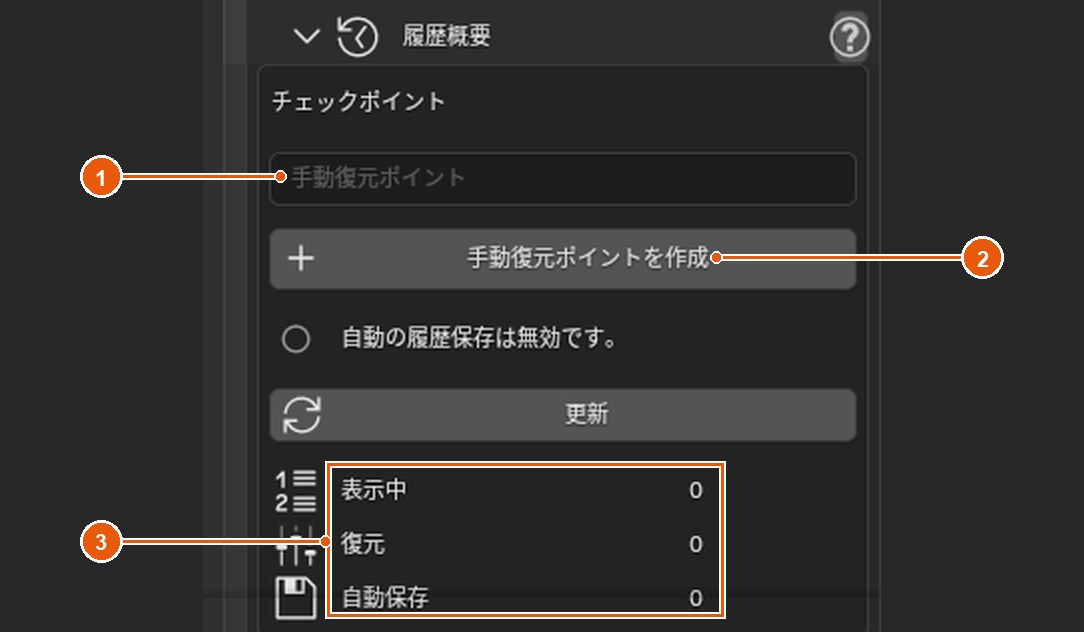 履歴概要
?
チェックポイント
1
手動復元ポイント
手動復元ポイントを作成
2
自動の履歴保存は無効です。
更新
1
2
表示中 0
3
復元 0
自動保存 0